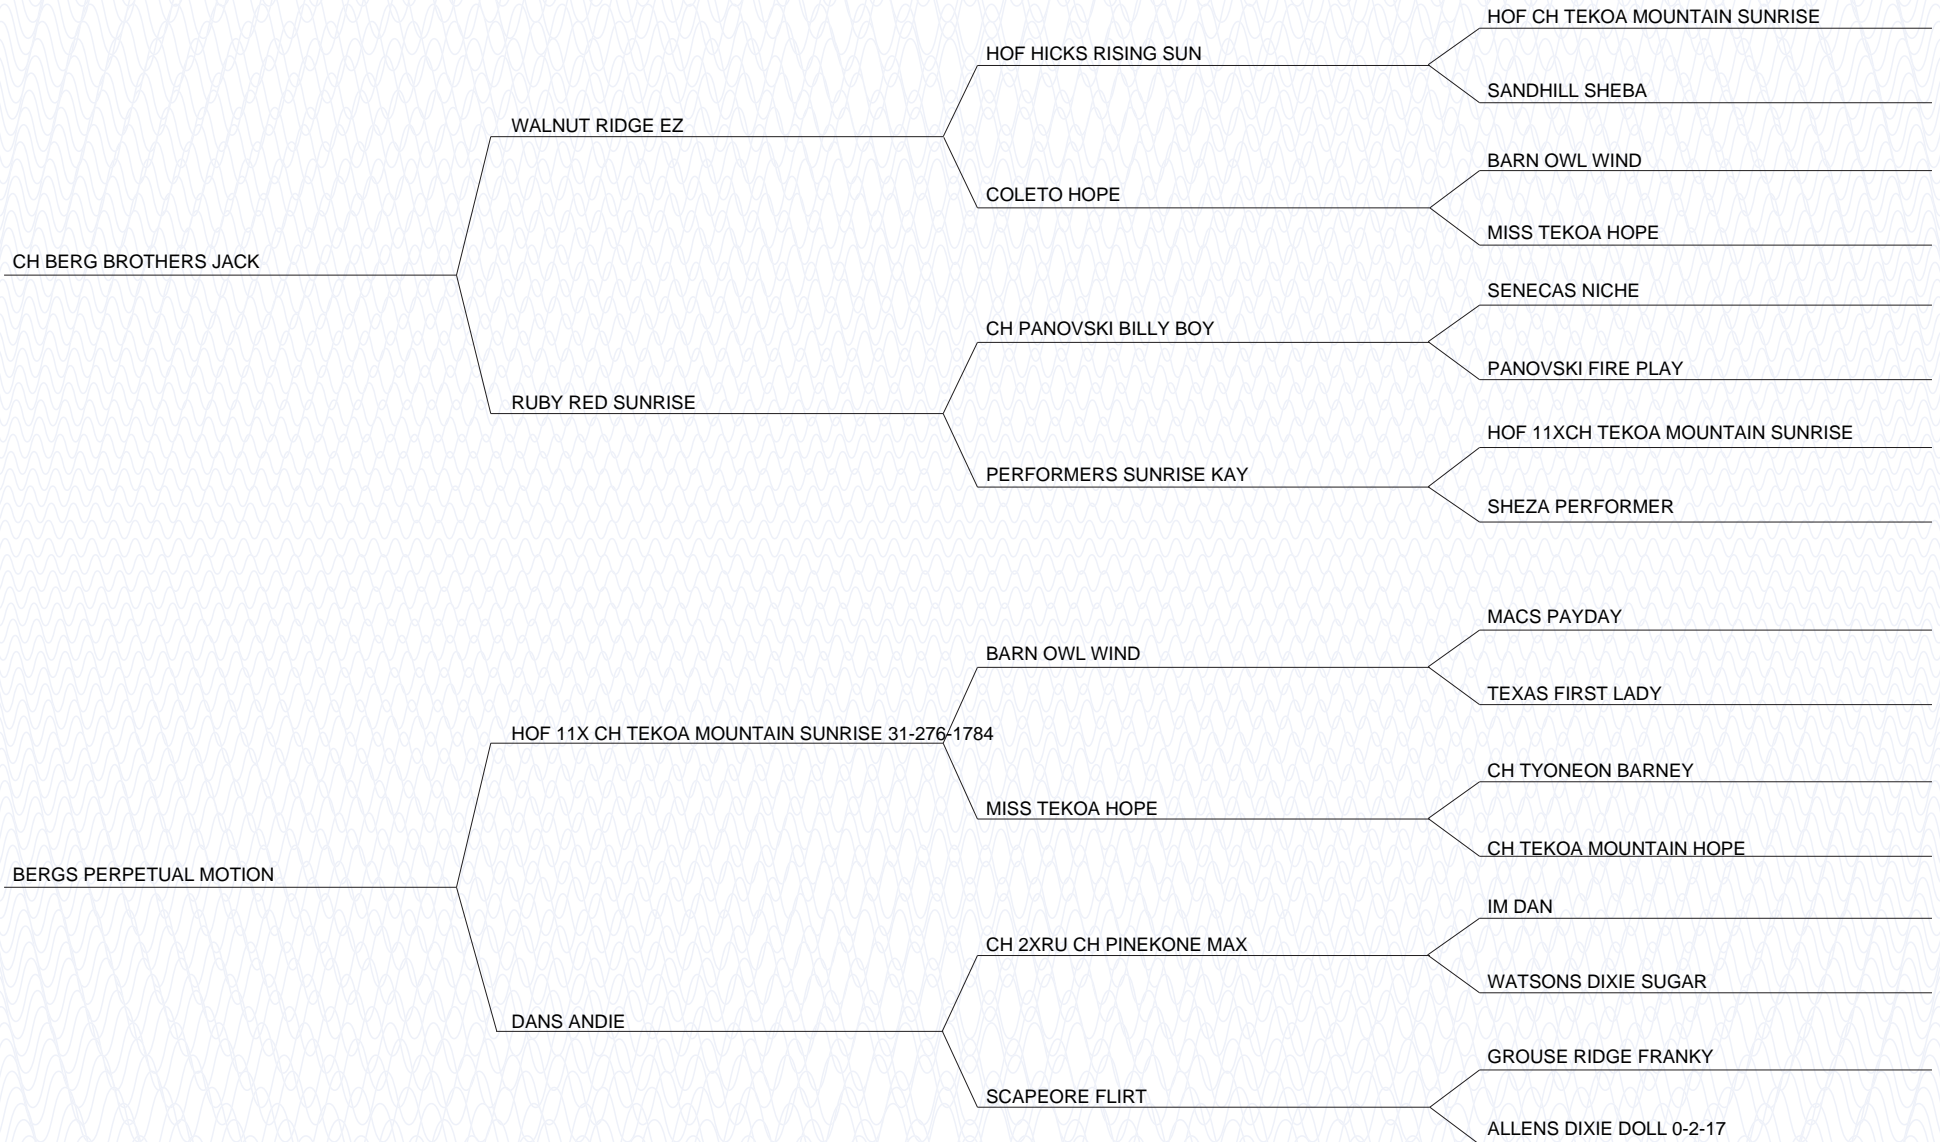 HOF CH TEKOA MOUNTAIN SUNRISE
HOF HICKS RISING SUN
SANDHILL SHEBA
WALNUT RIDGE EZ
BARN OWL WIND
COLETO HOPE
MISS TEKOA HOPE
CH BERG BROTHERS JACK
SENECAS NICHE
CH PANOVSKI BILLY BOY
PANOVSKI FIRE PLAY
RUBY RED SUNRISE
HOF 11XCH TEKOA MOUNTAIN SUNRISE
PERFORMERS SUNRISE KAY
SHEZA PERFORMER
MACS PAYDAY
BARN OWL WIND
TEXAS FIRST LADY
HOF 11X CH TEKOA MOUNTAIN SUNRISE 31-276-1784
CH TYONEON BARNEY
MISS TEKOA HOPE
CH TEKOA MOUNTAIN HOPE
BERGS PERPETUAL MOTION
IM DAN
CH 2XRU CH PINEKONE MAX
WATSONS DIXIE SUGAR
DANS ANDIE
GROUSE RIDGE FRANKY
SCAPEORE FLIRT
ALLENS DIXIE DOLL 0-2-17